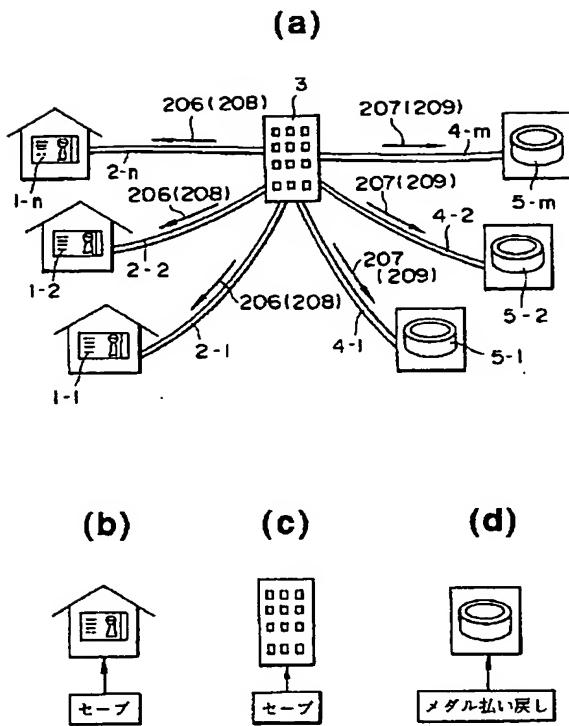 (a)
206(208)
3
207(209)
4-m
2-n
1-n
5-m
206(208)
207(209)
4-2
1-2
2-2
5-2
206(208)
207
(209)
2-1
4-1
5-1
1-1
(b)
(c)
(d)
セーブ
セーブ
メダル払い戻し